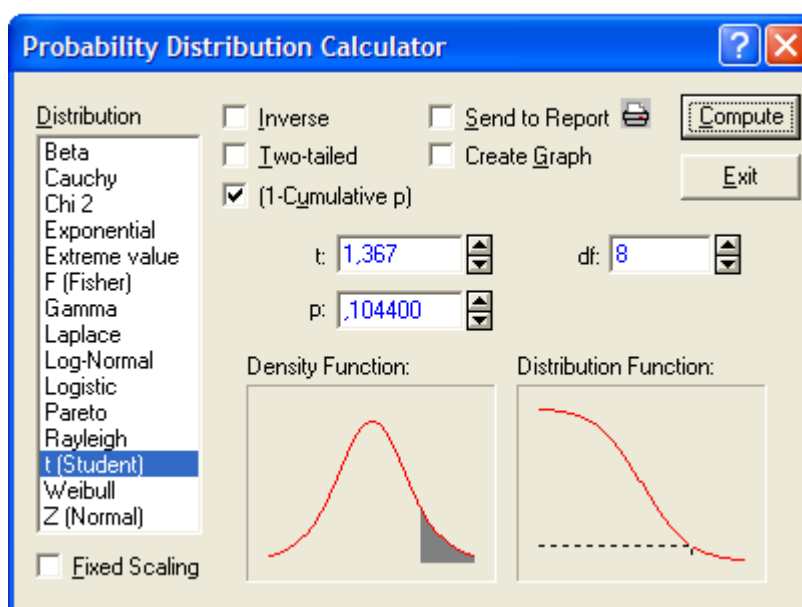 Probability Distribution Calculator
Distribution
Beta
Cauchy
Chi 2
Exponential
Extreme value
F (Fisher)
Gamma
Laplace
Log-Normal
Logistic
Pareto
Rayleigh
t (Student)
Weibull
Z (Normal)
Fixed Scaling
Inverse
Two-tailed
(1-Cumulative p)
Send to Report
Create Graph
Compute
Exit
t: 1,367
df: 8
p: ,104400
Density Function:
Distribution Function: